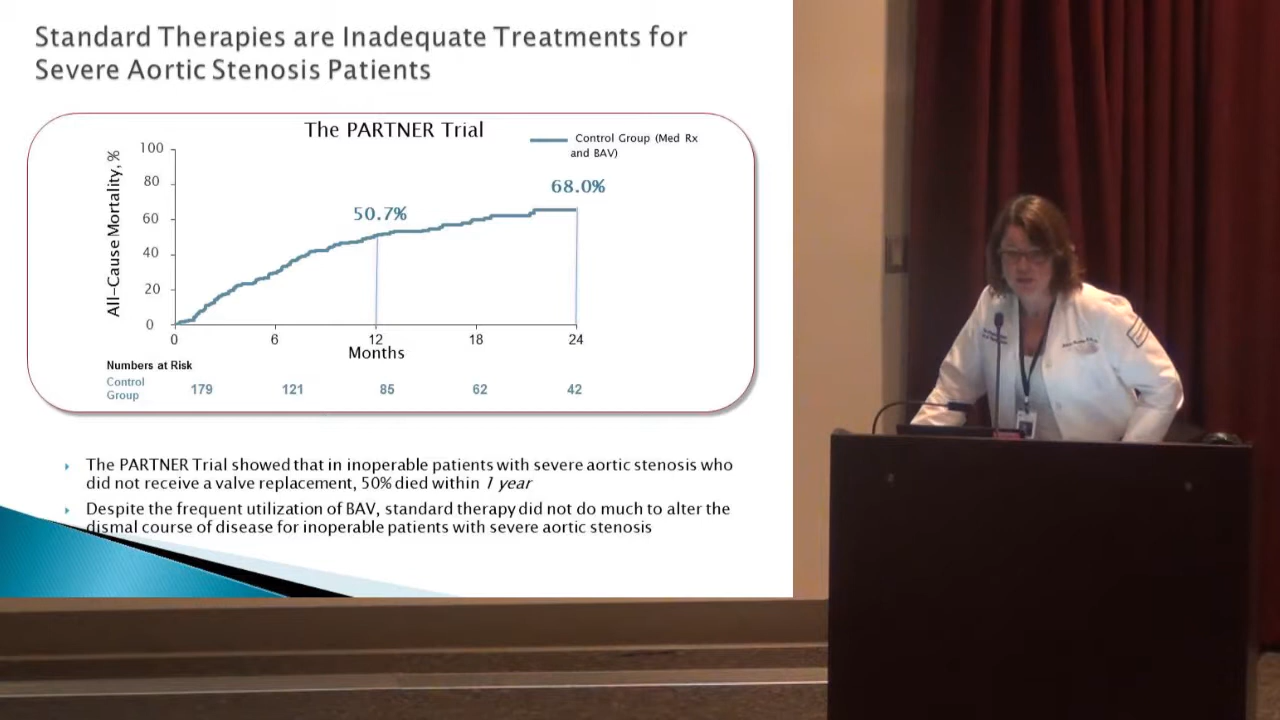 Standard Therapies are Inadequate Treatments for
Severe Aortic Stenosis Patients
The PARTNER Trial
Control Group (Med Rx
and BAV)
All-Cause Mortality, %
100
80
60
40
20
0
50.7%
68.0%
0 6 12 18 24
Months
Numbers at Risk
Control
Group
179 121 85 62 42
The PARTNER Trial showed that in inoperable patients with severe aortic stenosis who
did not receive a valve replacement, 50% died within 1 year
Despite the frequent utilization of BAV, standard therapy did not do much to alter the
dismal course of disease for inoperable patients with severe aortic stenosis